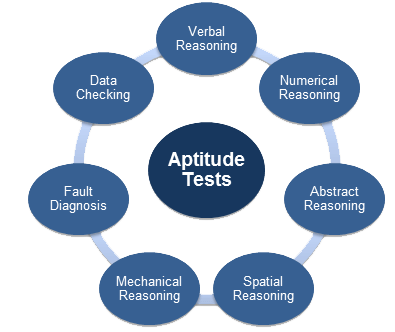 Verbal
Reasoning
Numerical
Reasoning
Abstract
Reasoning
Spatial
Reasoning
Mechanical
Reasoning
Fault
Diagnosis
Data
Checking
Aptitude
Tests